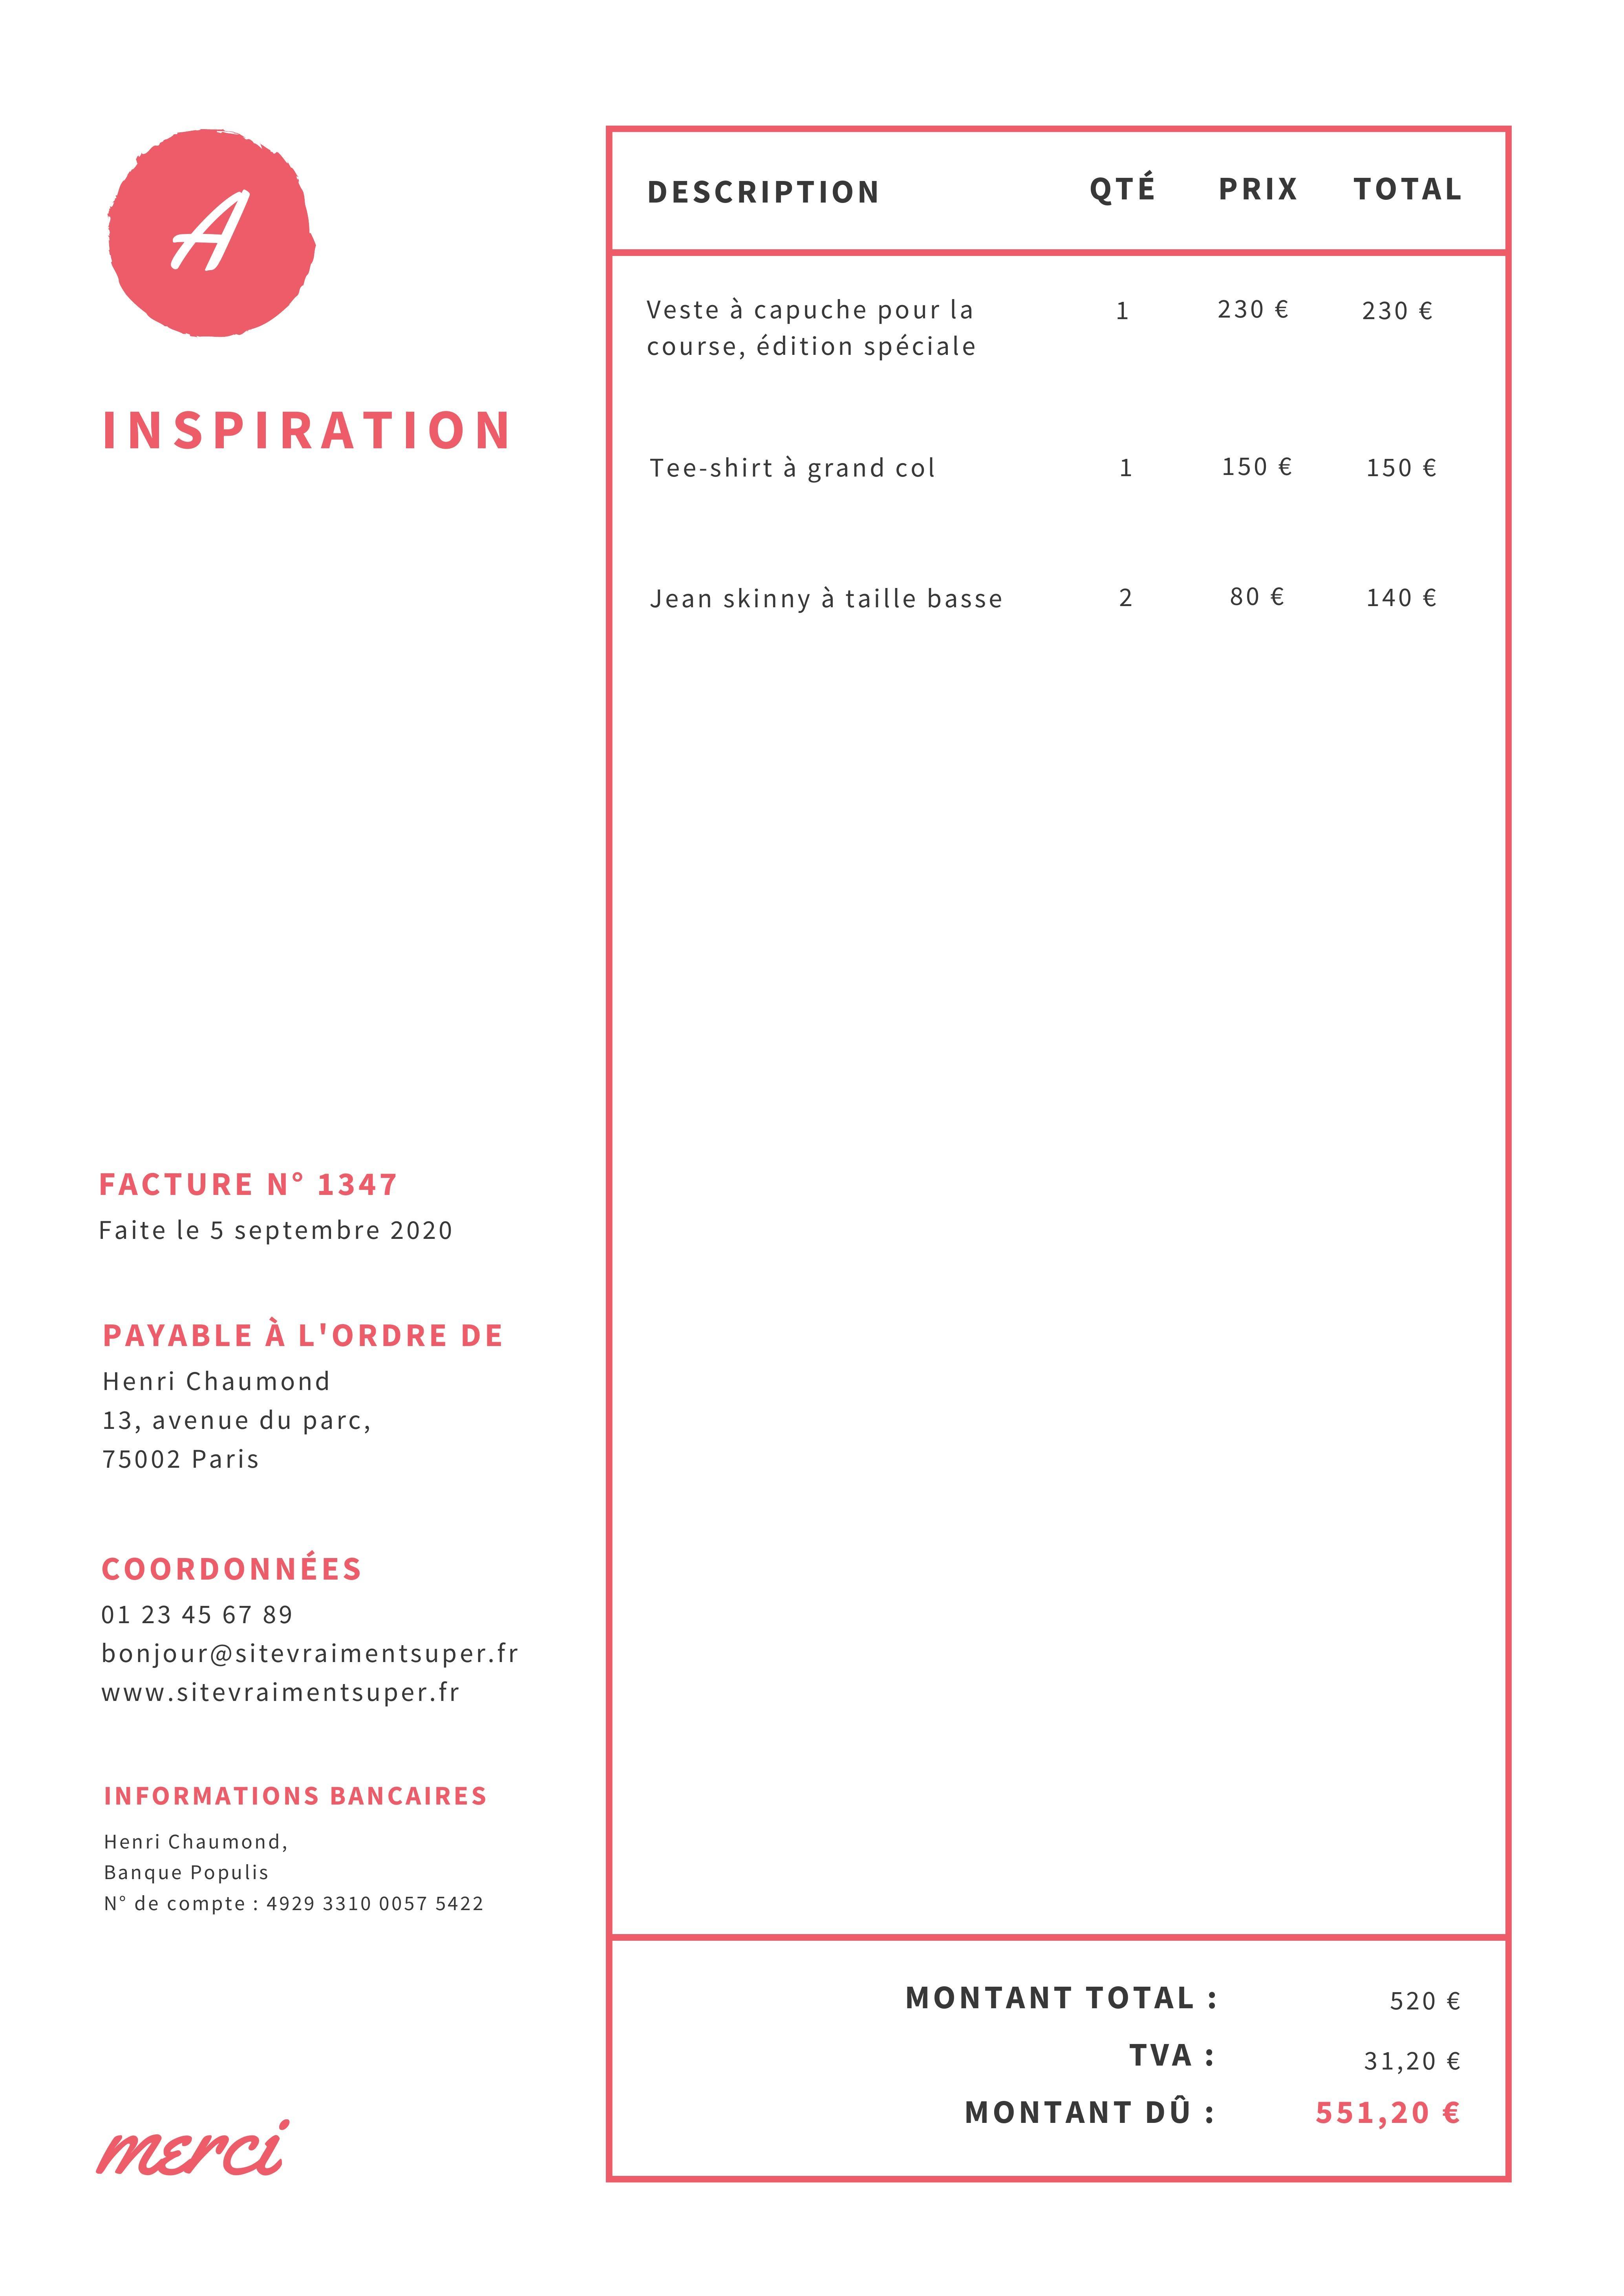 A
INSPIRATION
FACTURE N° 1347
Faite le 5 septembre 2020
PAYABLE À L'ORDRE DE
Henri Chaumond
13, avenue du parc,
75002 Paris
COORDONNÉES
01 23 45 67 89
bonjour@sitevraimentsuper.fr
www.sitevraimentsuper.fr
INFORMATIONS BANCAIRES
Henri Chaumond,
Banque Populis
N° de compte : 4929 3310 0057 5422
merci
DESCRIPTION QTÉ PRIX TOTAL
Veste à capuche pour la 1 230 € 230 €
course, édition spéciale
Tee-shirt à grand col 1 150 € 150 €
Jean skinny à taille basse 2 80 € 140 €
MONTANT TOTAL : 520 €
TVA : 31,20 €
MONTANT DÛ : 551,20 €